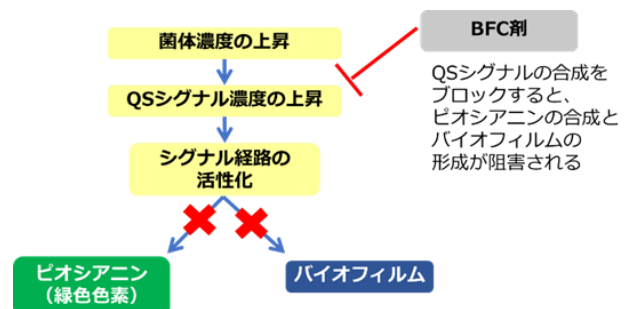 菌体濃度の上昇
QSシグナル濃度の上昇
シグナル経路の
活性化
ピオシアニン
（緑色色素）
バイオフィルム
BFC剤
QSシグナルの合成を
ブロックすると、
ピオシアニンの合成と
バイオフィルムの
形成が阻害される